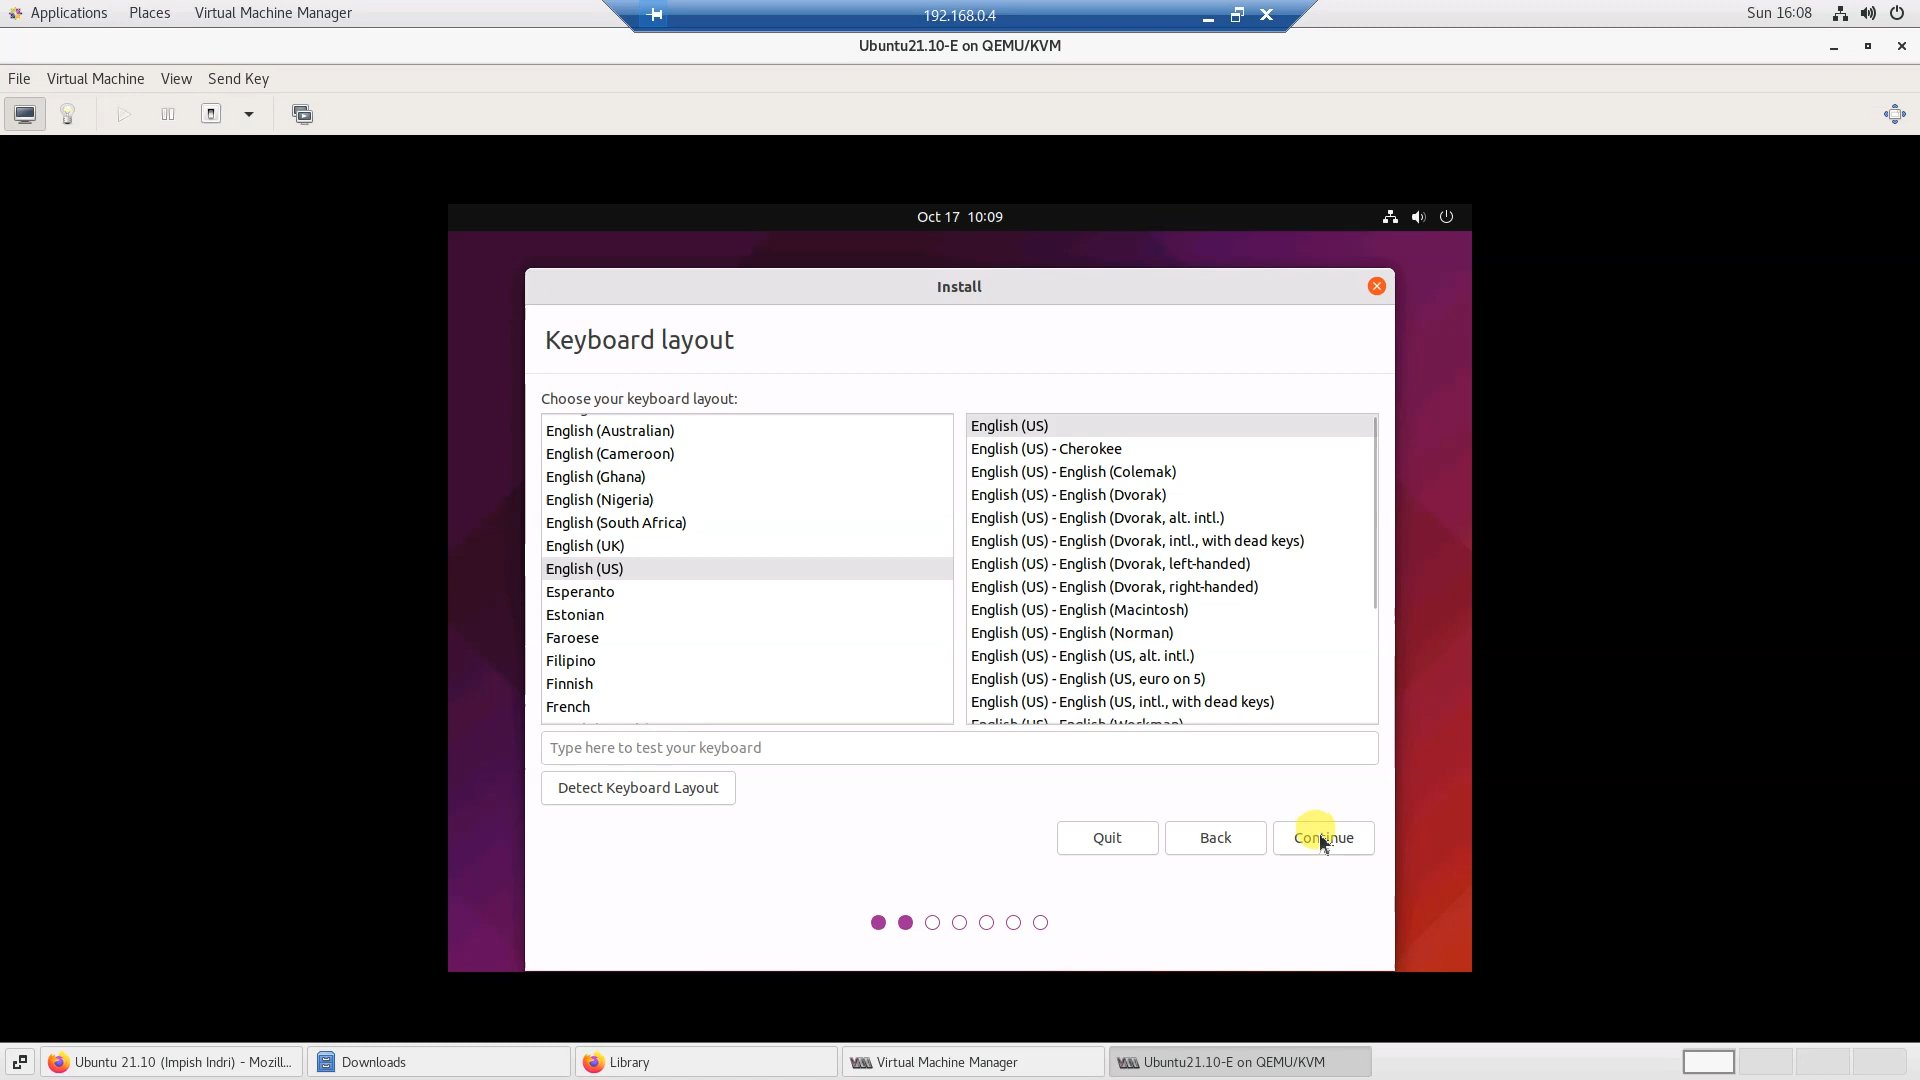 Applications Places Virtual Machine Manager
192.168.0.4
Sun 16:08
Ubuntu21.10-E on QEMU/KVM
File Virtual Machine View Send Key
Oct 17 10:09
Install
Keyboard layout
Choose your keyboard layout:
English (Australian)
English (Cameroon)
English (Ghana)
English (Nigeria)
English (South Africa)
English (UK)
English (US)
Esperanto
Estonian
Faroese
Filipino
Finnish
French
English (US)
English (US) - Cherokee
English (US) - English (Colemak)
English (US) - English (Dvorak)
English (US) - English (Dvorak, alt. intl.)
English (US) - English (Dvorak, intl., with dead keys)
English (US) - English (Dvorak, left-handed)
English (US) - English (Dvorak, right-handed)
English (US) - English (Macintosh)
English (US) - English (Norman)
English (US) - English (US, alt. intl.)
English (US) - English (US, euro on 5)
English (US) - English (US, intl., with dead keys)
English (US) - English (Workman)
Type here to test your keyboard
Detect Keyboard Layout
Quit Back Continue
Ubuntu 21.10 (Impish Indri) - Mozill... Downloads Library Virtual Machine Manager Ubuntu21.10-E on QEMU/KVM